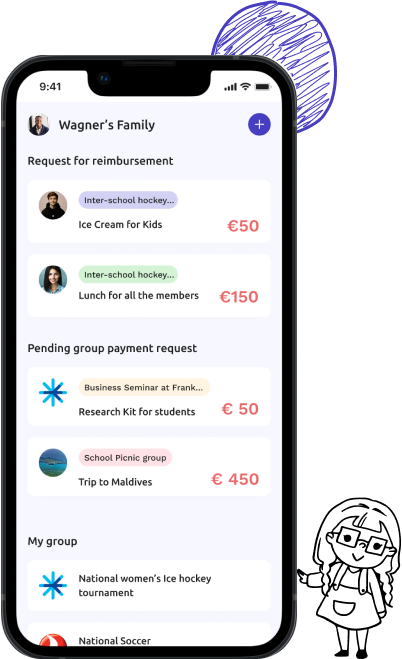 9:41
Wagner's Family
Request for reimbursement
Inter-school hockey...
Ice Cream for Kids
€50
Inter-school hockey...
Lunch for all the members
€150
Pending group payment request
Business Seminar at Frank...
Research Kit for students
€ 50
School Picnic group
Trip to Maldives
€ 450
My group
National women's Ice hockey
tournament
National Soccer